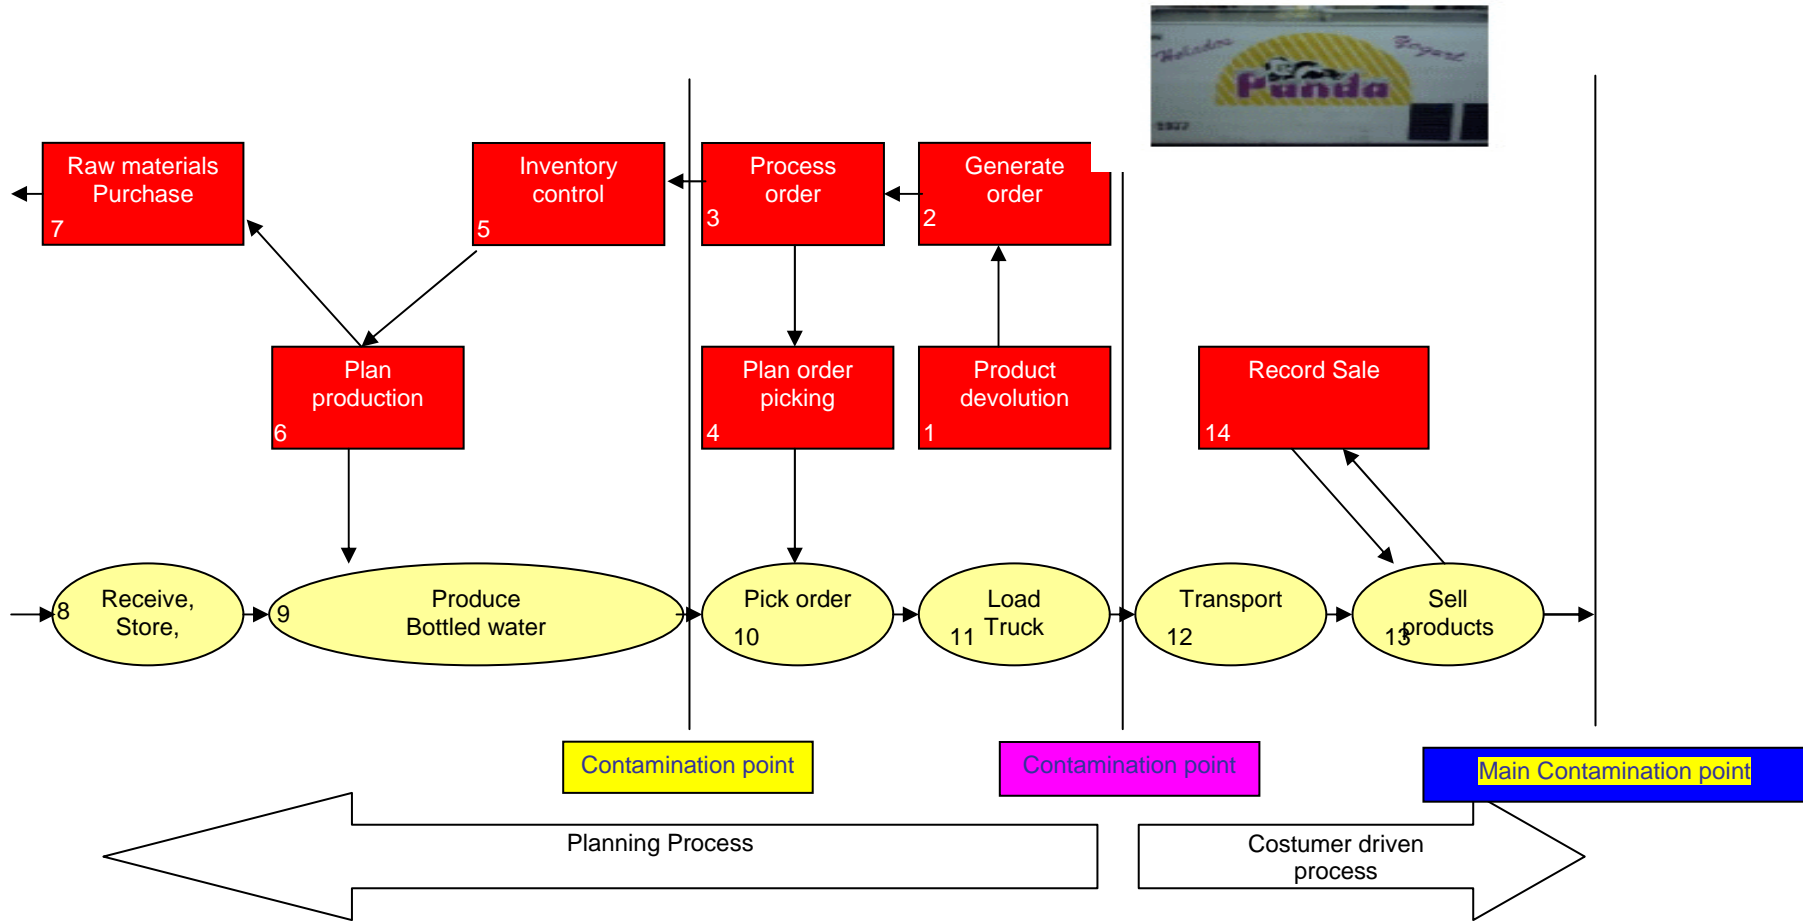 Helados
Yogurt
Panda
Raw materials
Purchase
7
Inventory
control
5
Process
order
3
Generate
order
2
Plan
production
6
Plan order
picking
4
Product
devolution
1
Record Sale
14
8
Receive,
Store,
9
Produce
Bottled water
Pick order
10
Load
Truck
11
Transport
12
Sell
products
13
Contamination point
Contamination point
Main Contamination point
Planning Process
Costumer driven
process